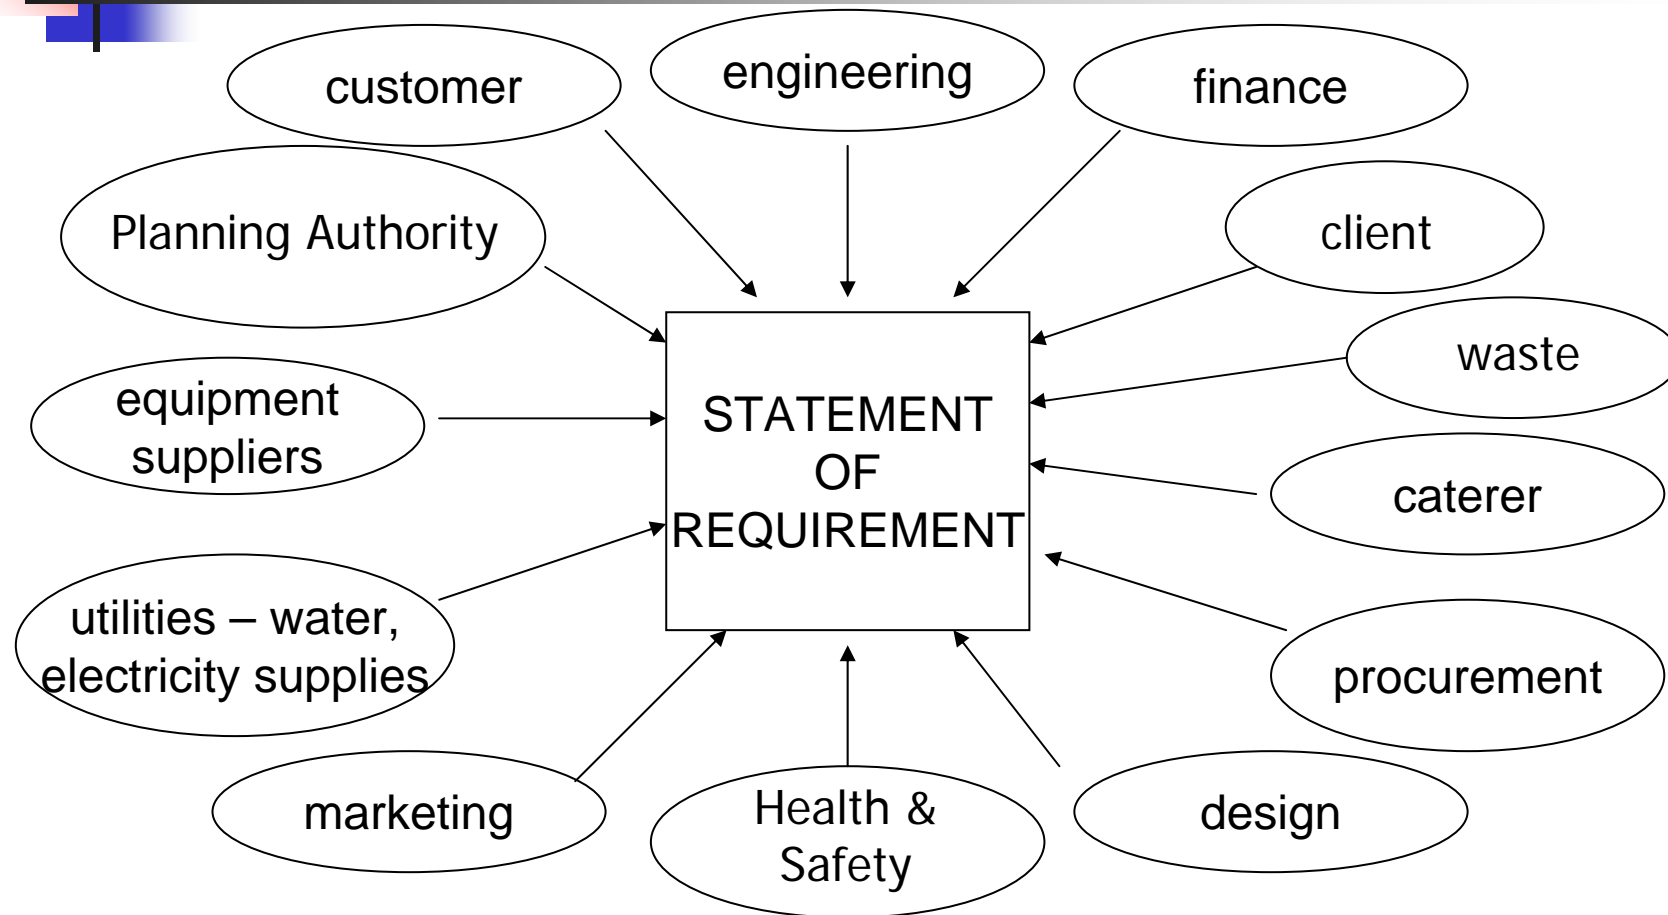 customer
engineering
finance
Planning Authority
client
waste
equipment
suppliers
STATEMENT
OF
REQUIREMENT
caterer
utilities – water,
electricity supplies
procurement
marketing
Health &
Safety
design